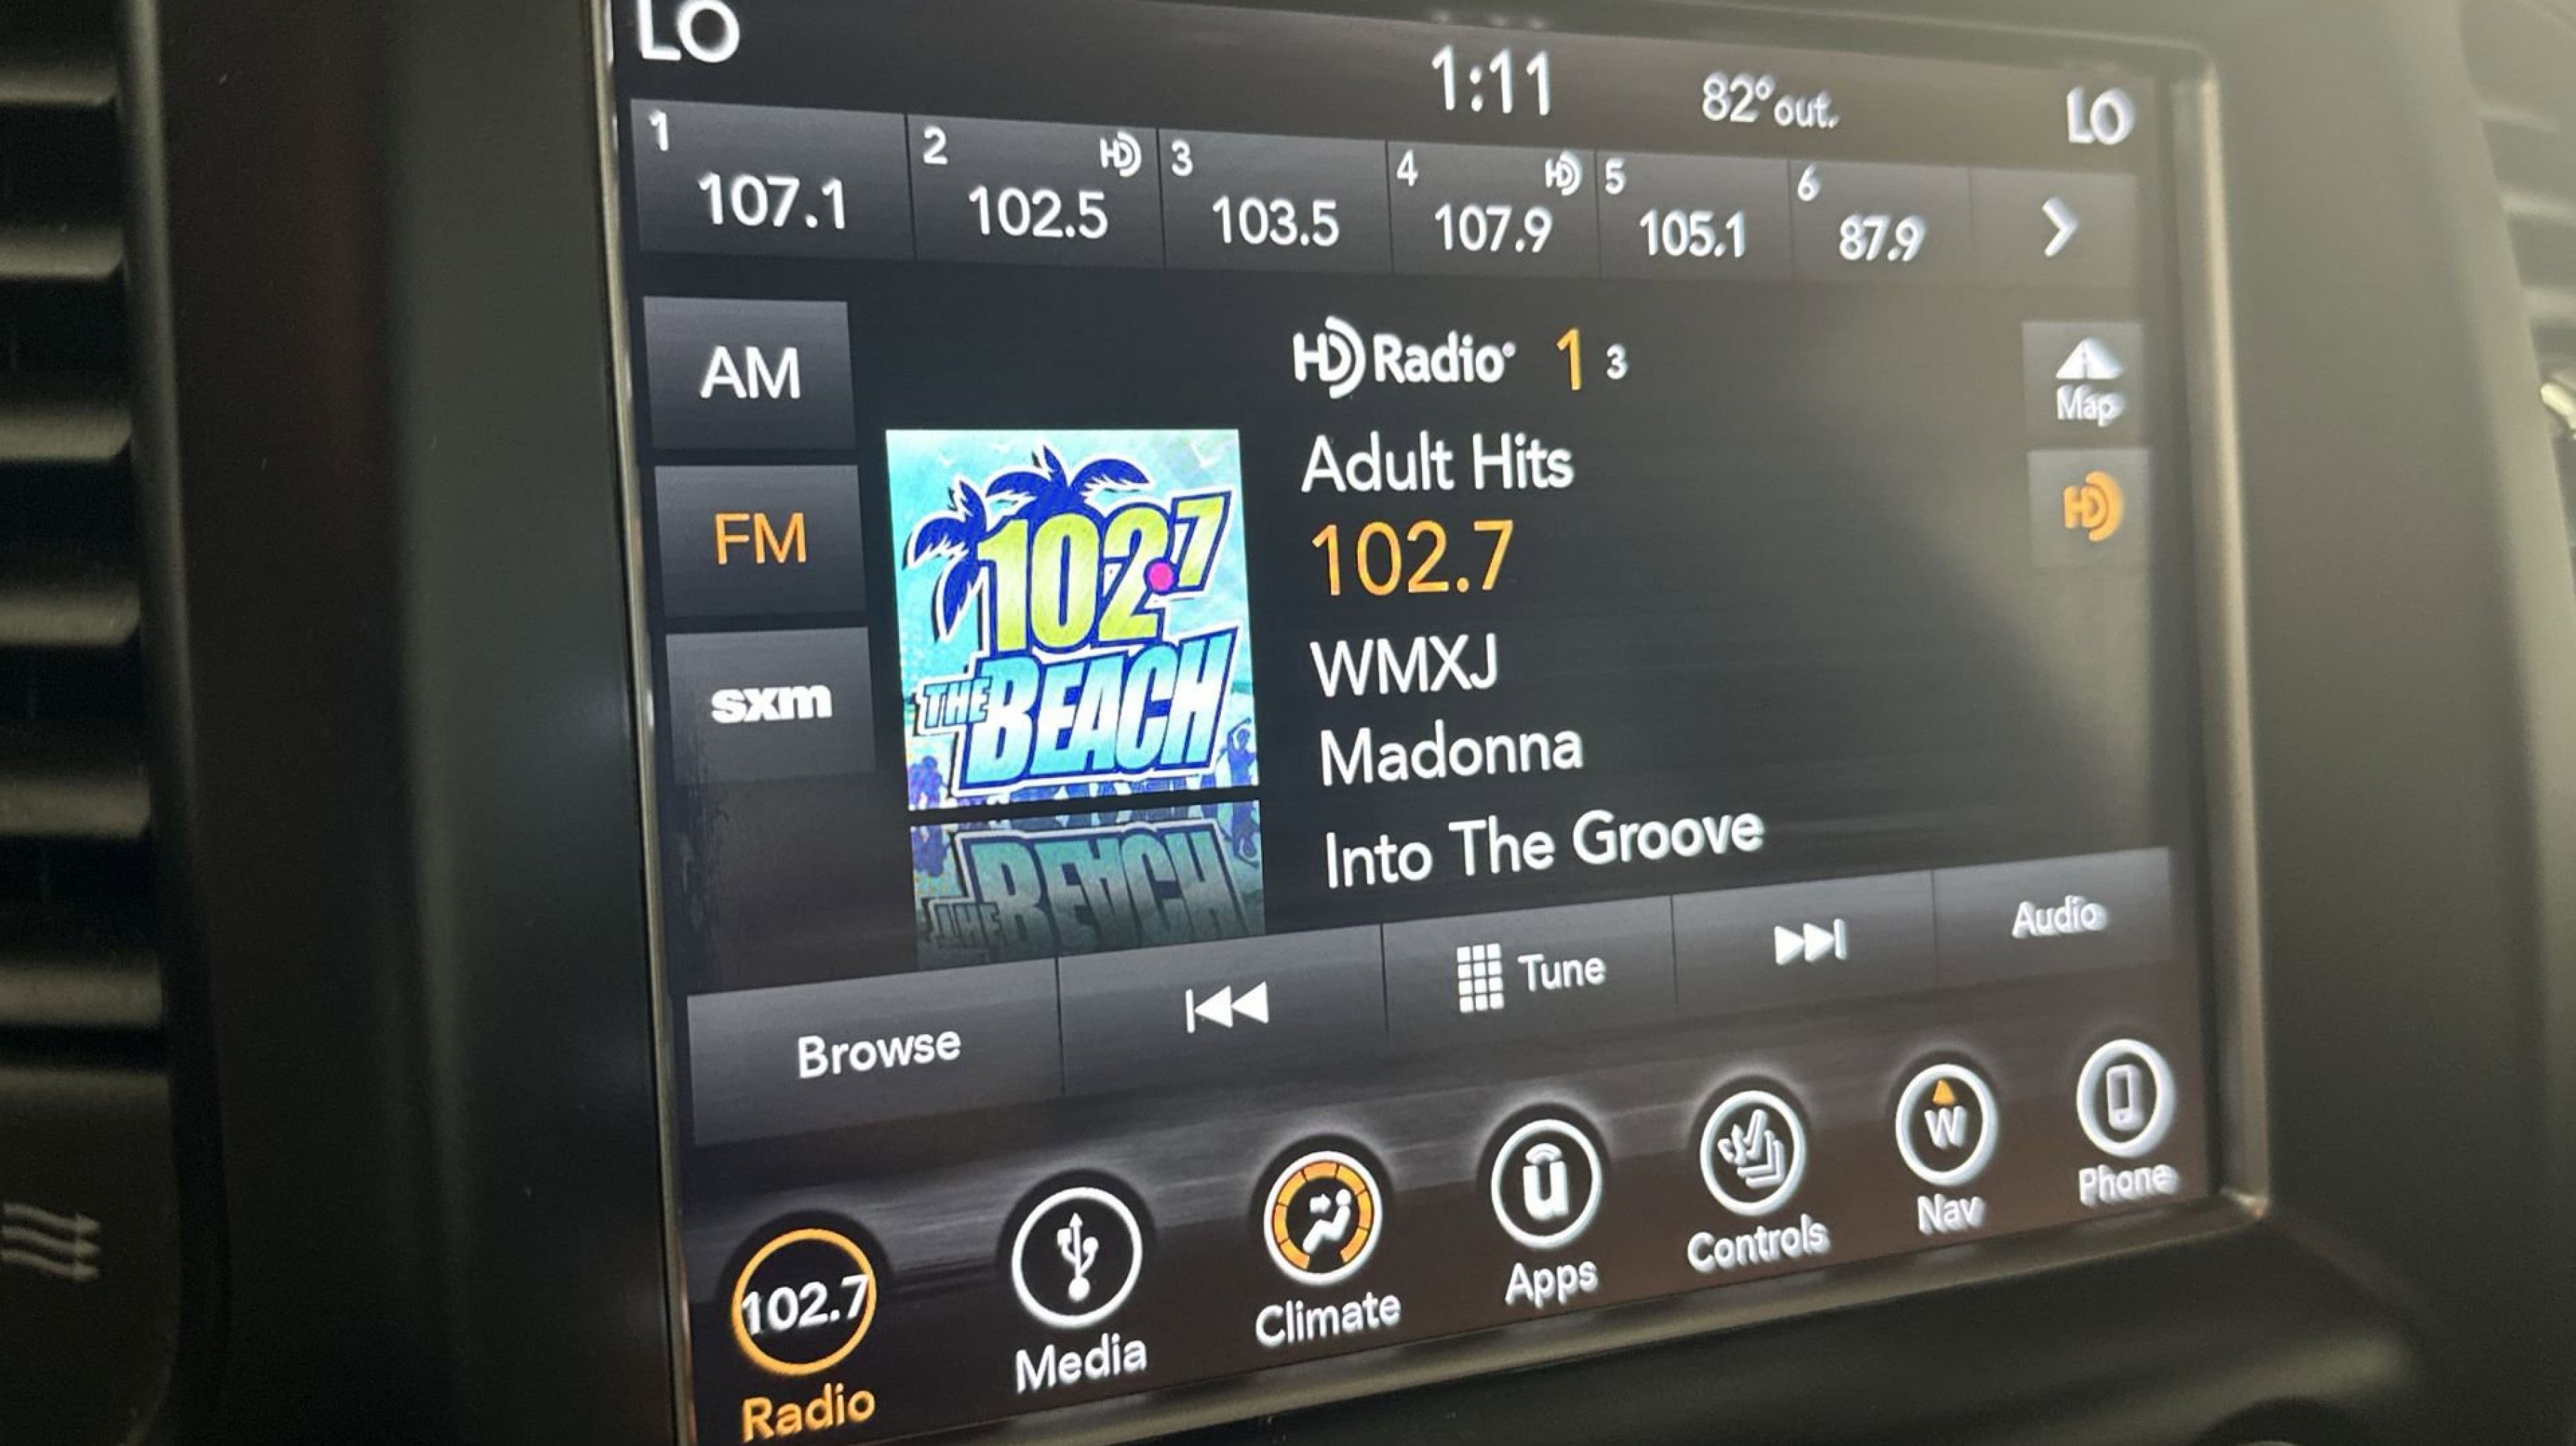 LO 1:11 82° out. LO
1 107.1 2 HD 102.5 3 103.5 4 HD 107.9 5 105.1 6 87.9
AM
FM
sxm
102.7
THE BEACH
HD Radio 1 3
Adult Hits
102.7
WMXJ
Madonna
Into The Groove
Map
HD
Browse Tune Audio
102.7 u W
Radio Media Climate Apps Controls Nav Phone